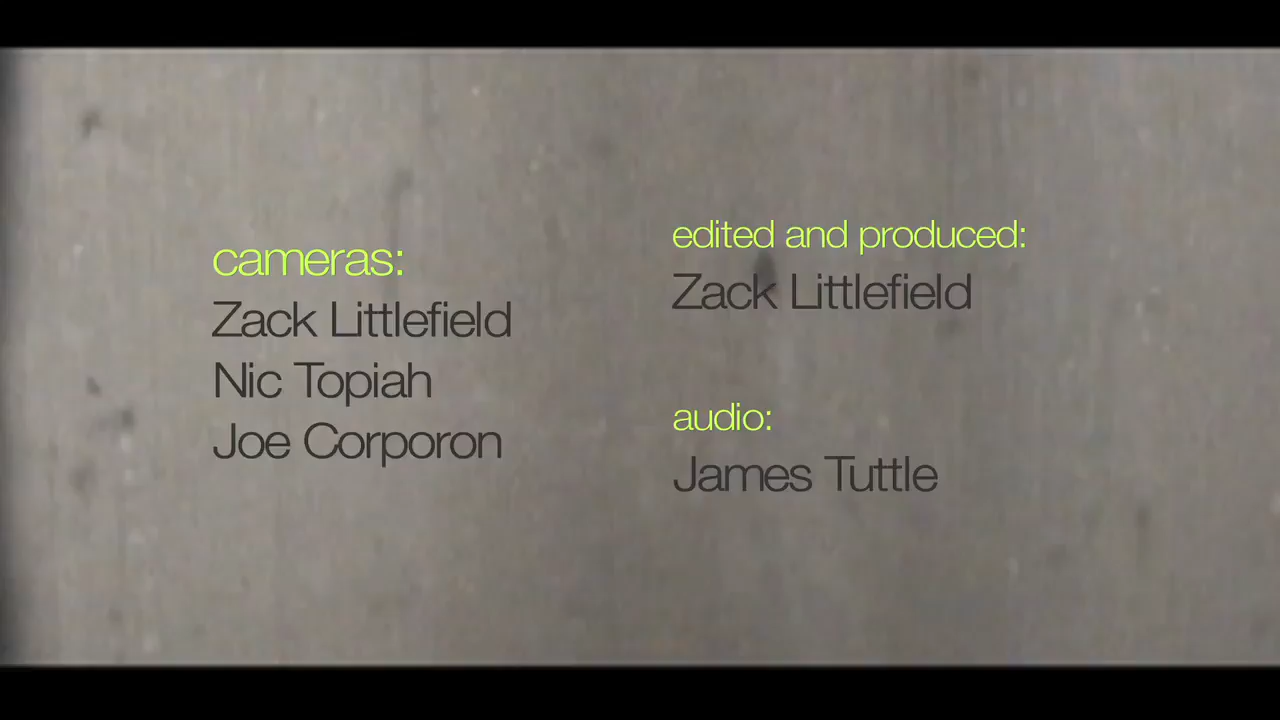 cameras:
Zack Littlefield
Nic Topiah
Joe Corporon
edited and produced:
Zack Littlefield
audio:
James Tuttle